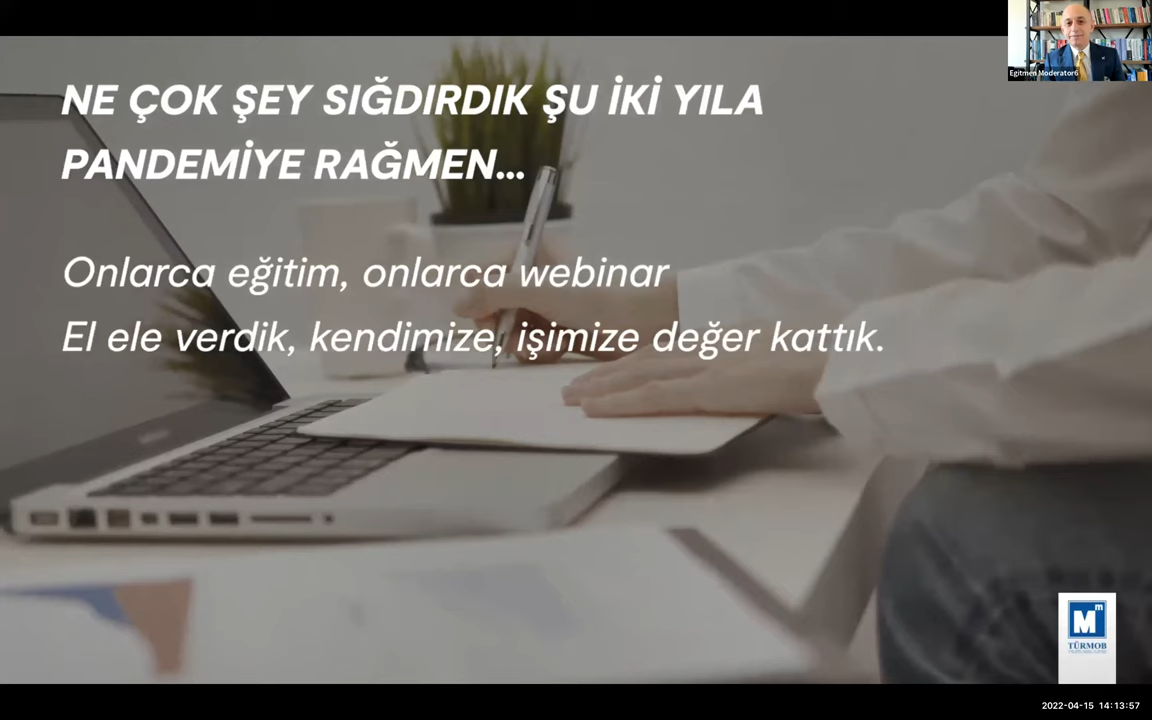 NE ÇOK ŞEY SIĞDIRDIK ŞU İKİ YILA
PANDEMİYE RAĞMEN...
Onlarca eğitim, onlarca webinar
El ele verdik, kendimize, işimize değer kattık.
Egitmen Moderator6
Mm
TÜRMOB
2022-04-15 14:13:57